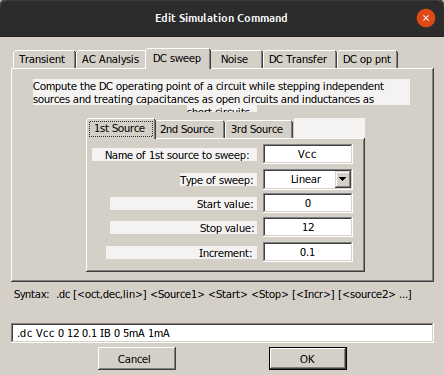 Edit Simulation Command
Transient AC Analysis DC sweep Noise DC Transfer DC op pnt
Compute the DC operating point of a circuit while stepping independent
sources and treating capacitances as open circuits and inductances as
short circuits
1st Source 2nd Source 3rd Source
Name of 1st source to sweep: Vcc
Type of sweep: Linear
Start value: 0
Stop value: 12
Increment: 0.1
Syntax: .dc [<oct,dec,lin>] <Source1> <Start> <Stop> [<Incr>] [<source2> ...]
.dc Vcc 0 12 0.1 IB 0 5mA 1mA
Cancel OK